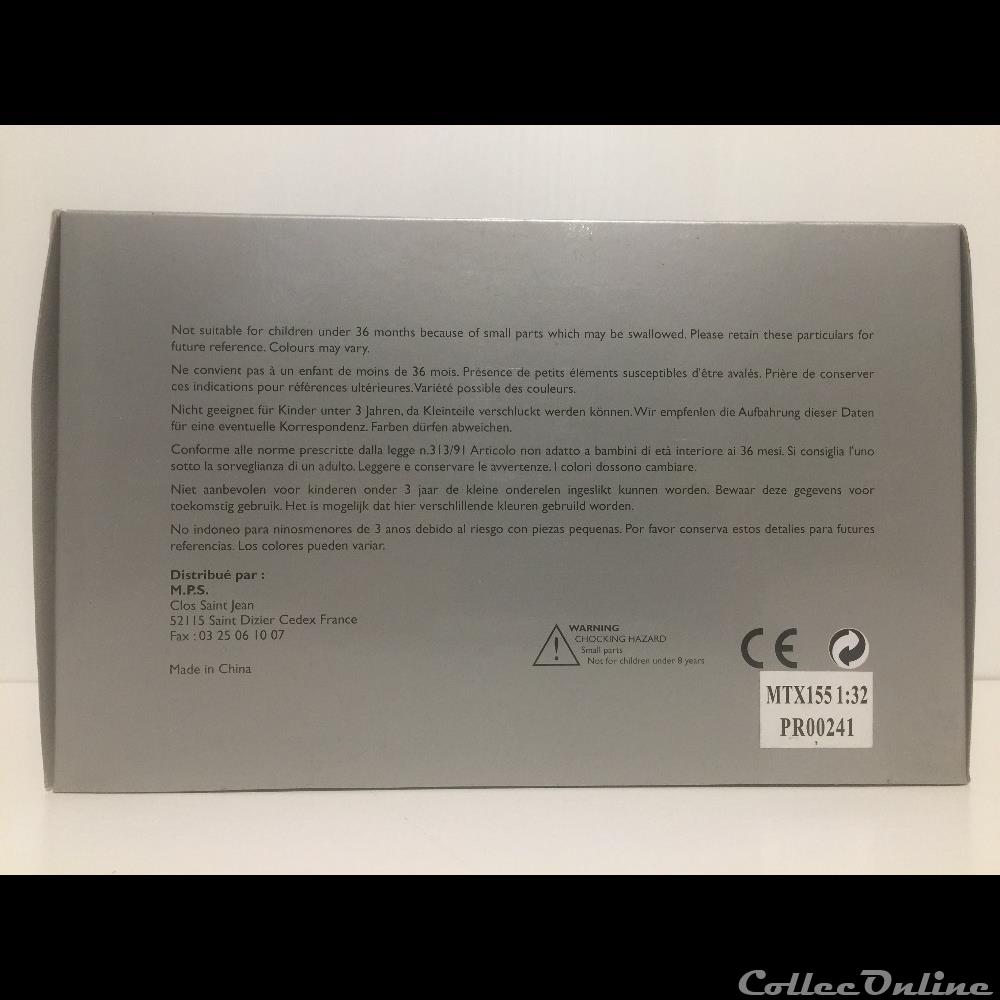 Not suitable for children under 36 months because of small parts which may be swallowed. Please retain these particulars for
future reference. Colours may vary.
Ne convient pas à un enfant de moins de 36 mois. Présence de petits éléments susceptibles d'être avalés. Prière de conserver
ces indications pour références ultérieures. Variété possible des couleurs.
Nicht geeignet für Kinder unter 3 Jahren, da Kleinteile verschluckt werden können. Wir empfenlen die Aufbahrung dieser Daten
für eine eventuelle Korrespondenz. Farben dürfen abweichen.
Conforme alle norme prescritte dalla legge n.313/91 Articolo non adatto a bambini di età interiore ai 36 mesi. Si consiglia l'uno
sotto la sorveglianza di un adulto. Leggere e conservare le avvertenze. I colori dossono cambiare.
Niet aanbevolen voor kinderen onder 3 jaar de kleine onderelen ingeslikt kunnen worden. Bewaar deze gegevens voor
toekomstig gebruik. Het is mogelijk dat hier verschlillende kleuren gebruild worden.
No indoneo para ninosmenores de 3 anos debido al riesgo con piezas pequenas. Por favor conserva estos detalies para futures
referencias. Los colores pueden variar.
Distribué par :
M.P.S.
Clos Saint Jean
52115 Saint Dizier Cedex France
Fax : 03 25 06 10 07
Made in China
WARNING
CHOCKING HAZARD
Small parts
Not for children under 8 years
CE
MTX155 1:32
PR00241
CollecOnline